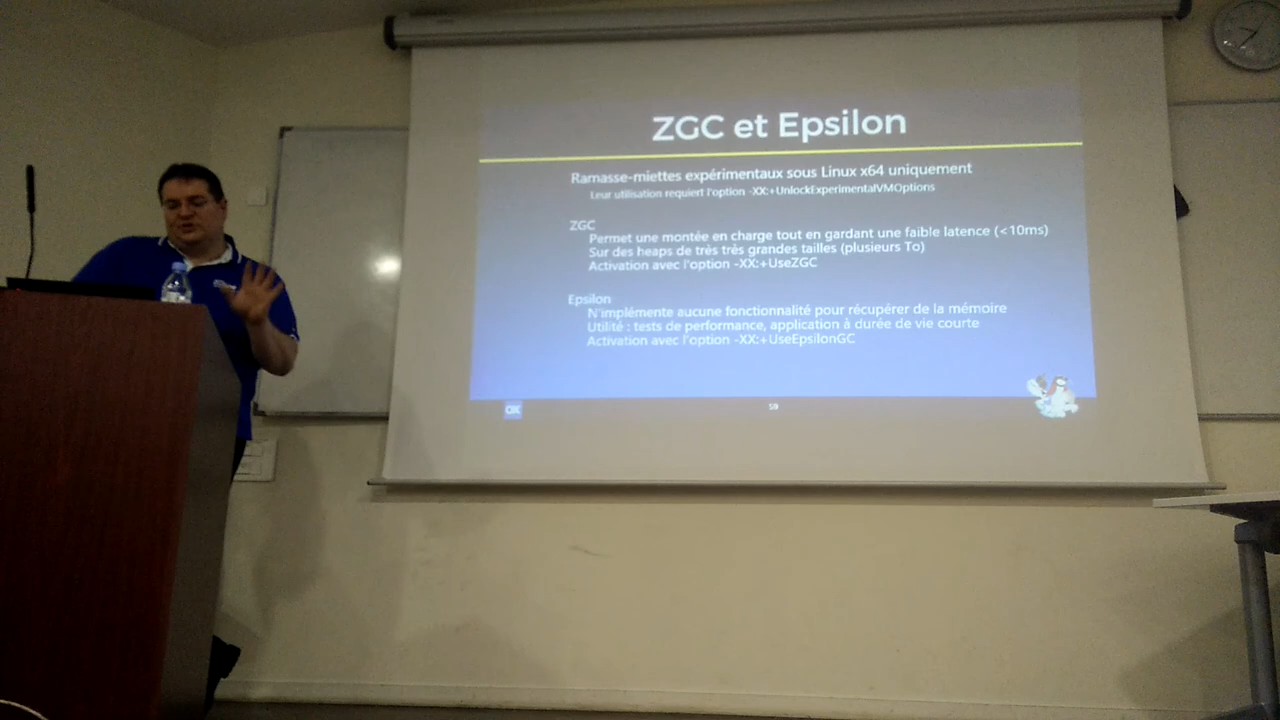 ZGC et Epsilon
Ramasse-miettes expérimentaux sous Linux x64 uniquement
Leur utilisation requiert l'option -XX:+UnlockExperimentalVMOptions
ZGC
Permet une montée en charge tout en gardant une faible latence (<10ms)
Sur des heaps de très très grandes tailles (plusieurs To)
Activation avec l'option -XX:+UseZGC
Epsilon
N'implémente aucune fonctionnalité pour récupérer de la mémoire
Utilité : tests de performance, application à durée de vie courte
Activation avec l'option -XX:+UseEpsilonGC